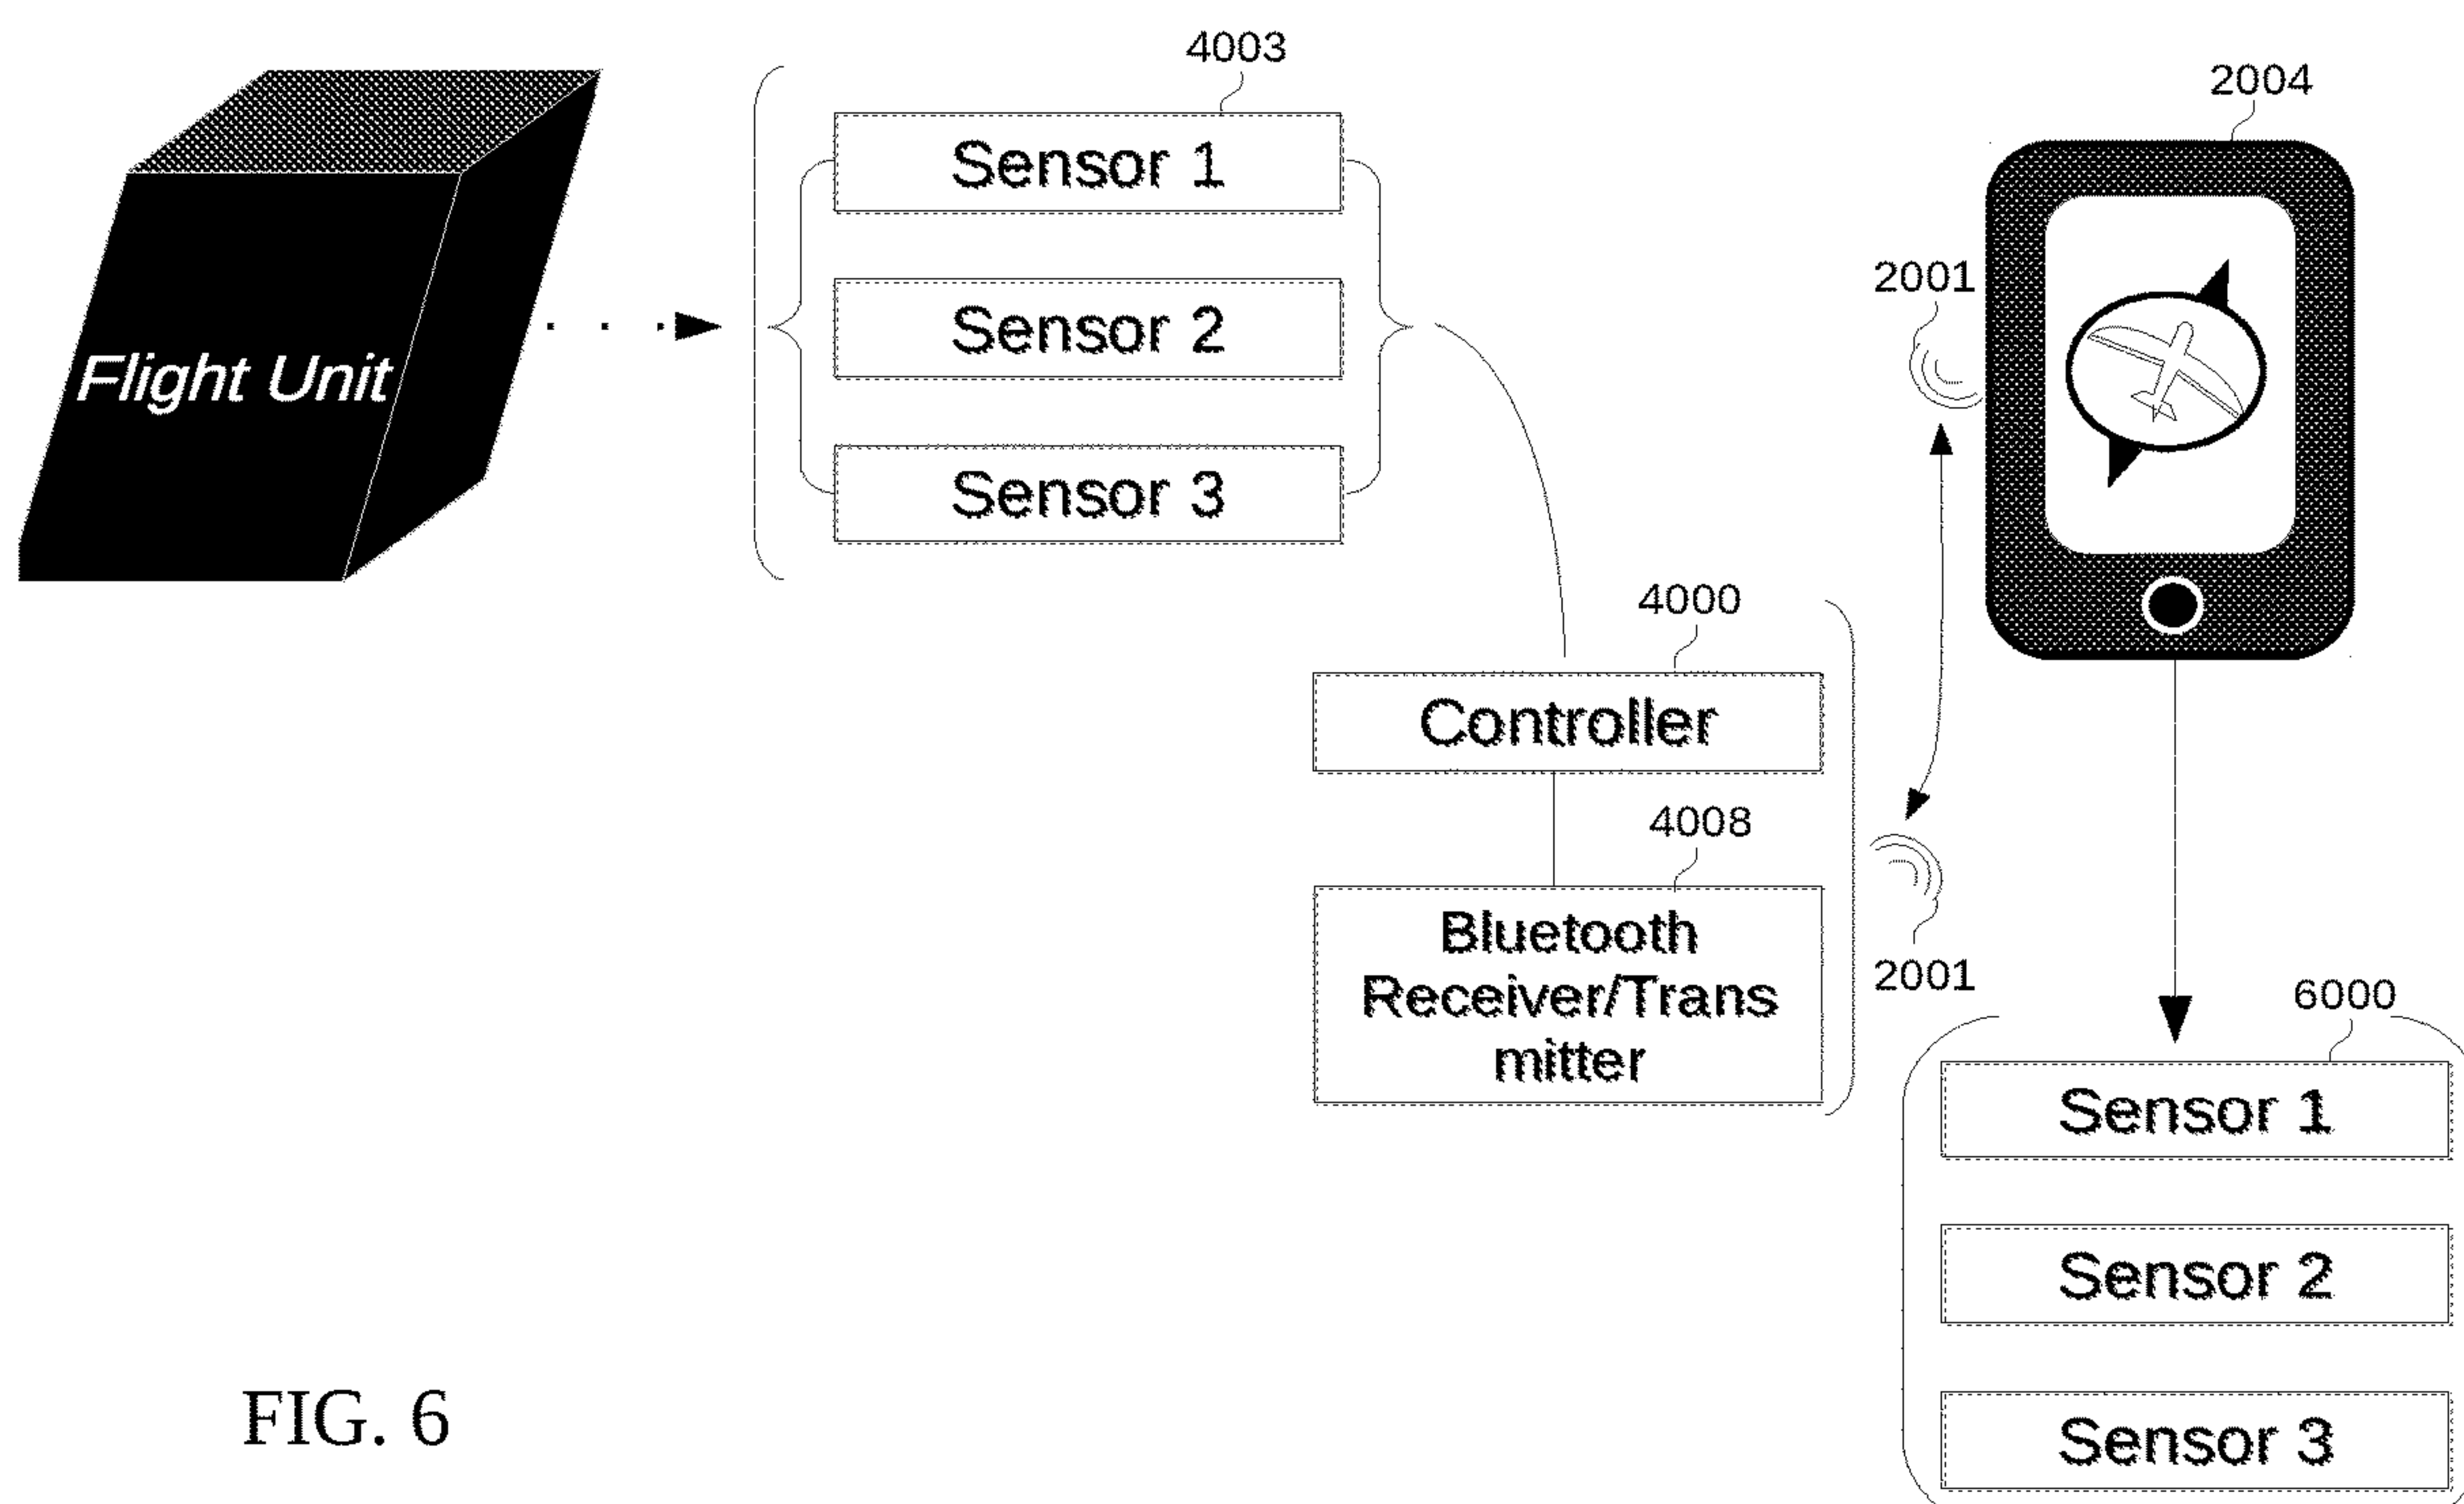 4003
2004
Sensor 1
2001
Sensor 2
Flight Unit
Sensor 3
4000
Controller
4008
Bluetooth
Receiver/Trans
mitter
2001
6000
Sensor 1
Sensor 2
Sensor 3
FIG. 6